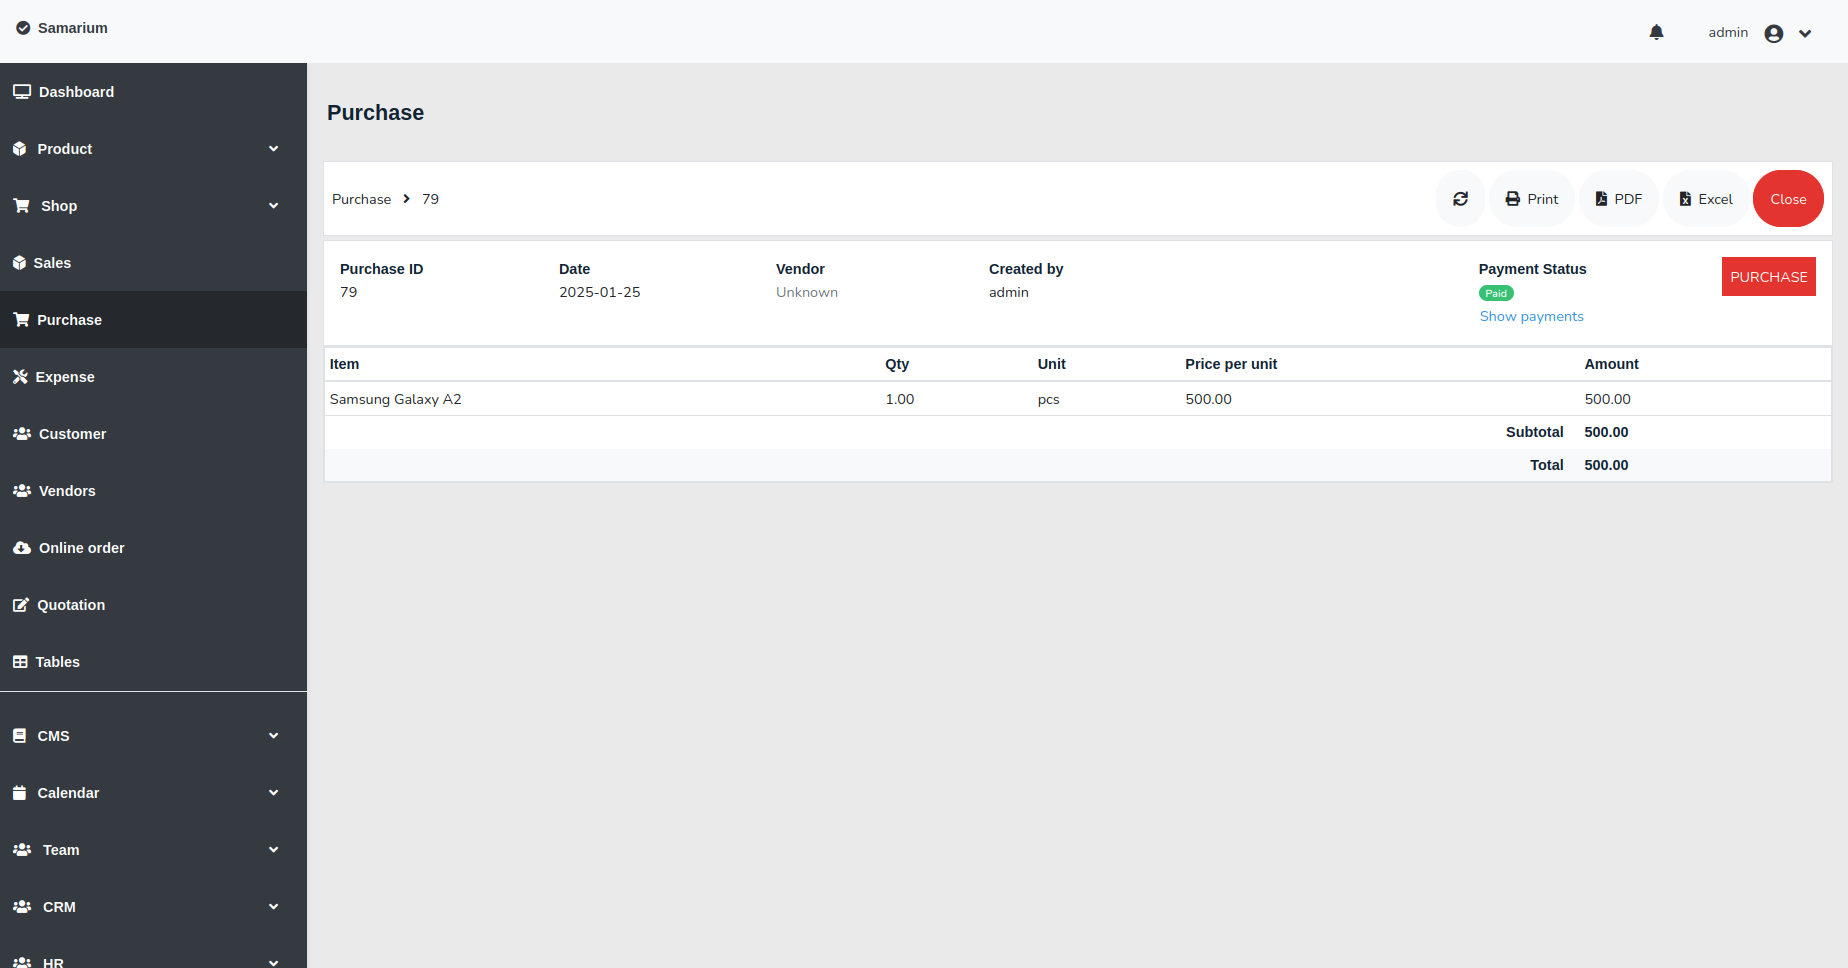 Samarium
admin
Dashboard
Product
Shop
Sales
Purchase
Expense
Customer
Vendors
Online order
Quotation
Tables
CMS
Calendar
Team
CRM
HR
Purchase
Purchase 79
Print PDF Excel Close
Purchase ID Date Vendor Created by Payment Status
79 2025-01-25 Unknown admin Paid
Show payments
PURCHASE
Item Qty Unit Price per unit Amount
Samsung Galaxy A2 1.00 pcs 500.00 500.00
Subtotal 500.00
Total 500.00